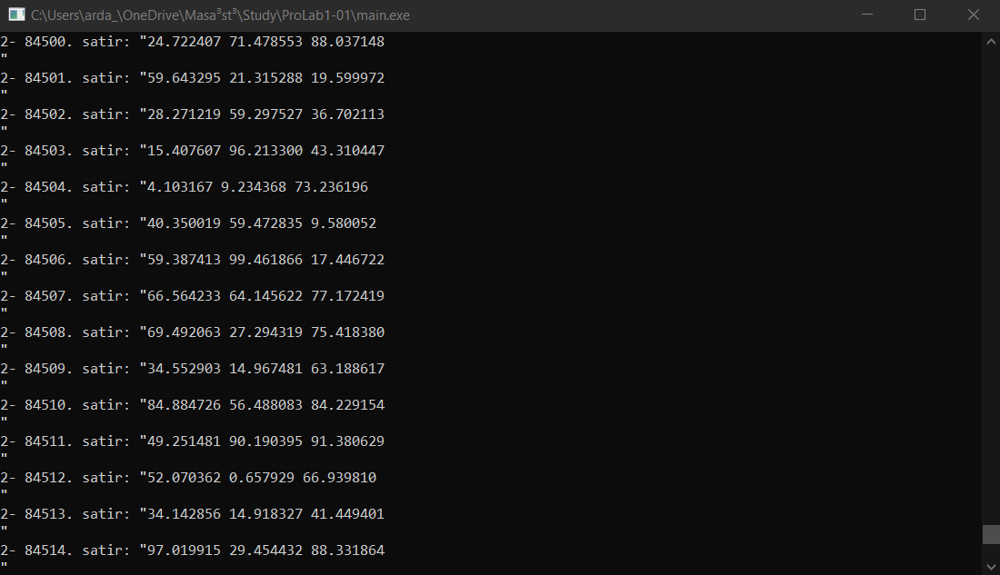 C:\Users\arda_\OneDrive\Masa³st³\Study\ProLab1-01\main.exe
2- 84500. satir: "24.722407 71.478553 88.037148
"
2- 84501. satir: "59.643295 21.315288 19.599972
"
2- 84502. satir: "28.271219 59.297527 36.702113
"
2- 84503. satir: "15.407607 96.213300 43.310447
"
2- 84504. satir: "4.103167 9.234368 73.236196
"
2- 84505. satir: "40.350019 59.472835 9.580052
"
2- 84506. satir: "59.387413 99.461866 17.446722
"
2- 84507. satir: "66.564233 64.145622 77.172419
"
2- 84508. satir: "69.492063 27.294319 75.418380
"
2- 84509. satir: "34.552903 14.967481 63.188617
"
2- 84510. satir: "84.884726 56.488083 84.229154
"
2- 84511. satir: "49.251481 90.190395 91.380629
"
2- 84512. satir: "52.070362 0.657929 66.939810
"
2- 84513. satir: "34.142856 14.918327 41.449401
"
2- 84514. satir: "97.019915 29.454432 88.331864
"